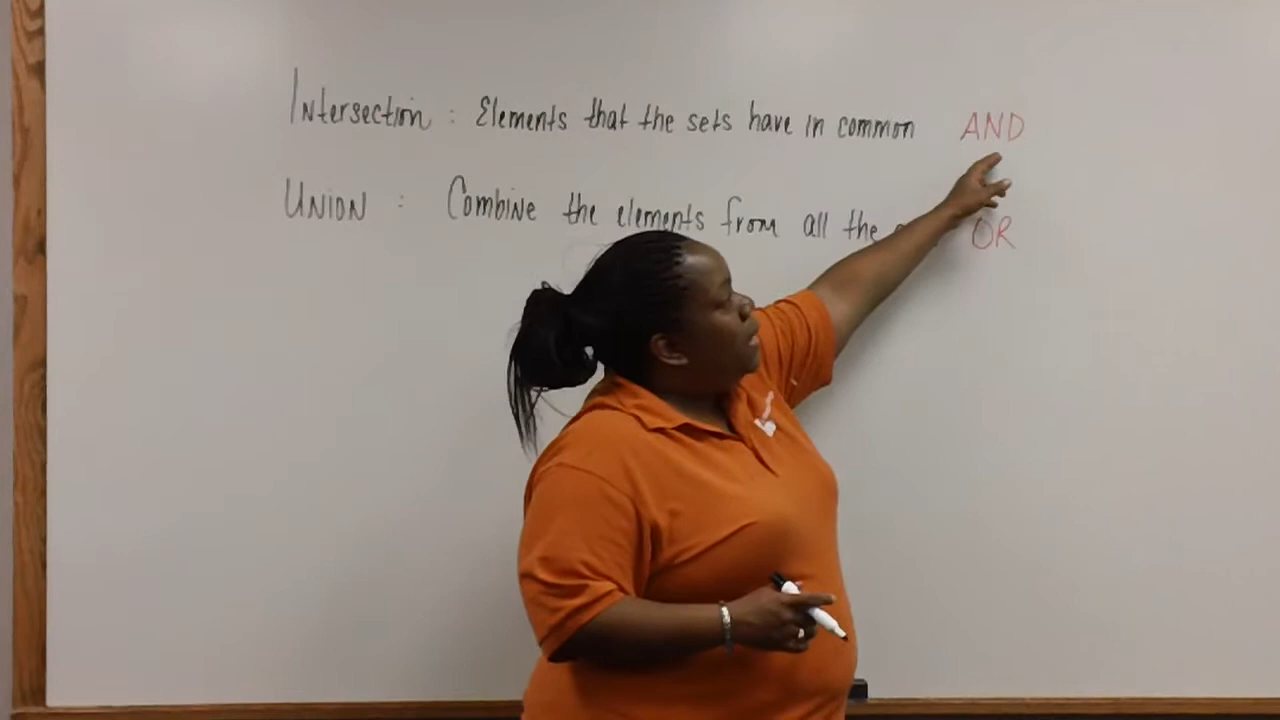 Intersection : Elements that the sets have in common AND
Union : Combine the elements from all the OR